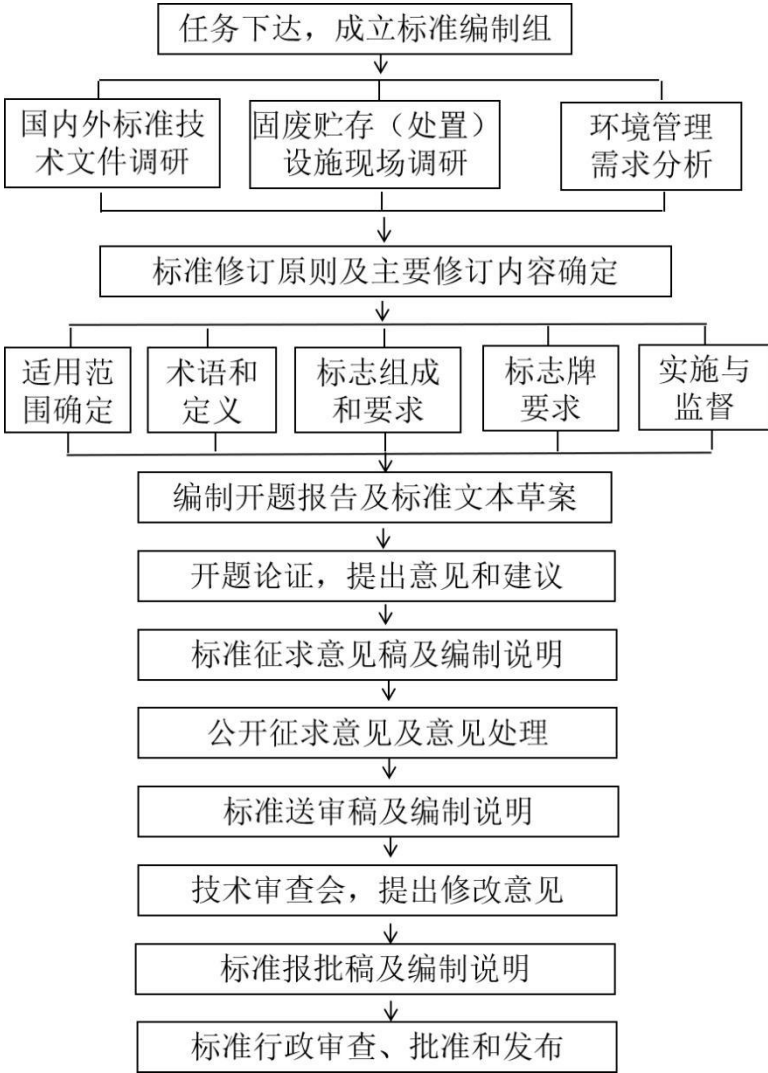 任务下达，成立标准编制组
国内外标准技
术文件调研
固废贮存（处置）
设施现场调研
环境管理
需求分析
标准修订原则及主要修订内容确定
适用范
围确定
术语和
定义
标志组成
和要求
标志牌
要求
实施与
监督
编制开题报告及标准文本草案
开题论证，提出意见和建议
标准征求意见稿及编制说明
公开征求意见及意见处理
标准送审稿及编制说明
技术审查会，提出修改意见
标准报批稿及编制说明
标准行政审查、批准和发布